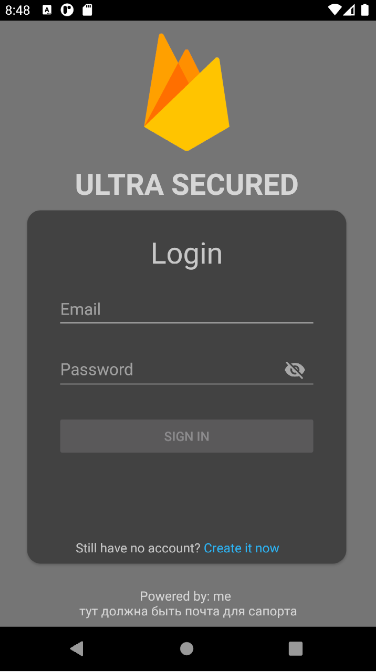 8:48
ULTRA SECURED
Login
Email
Password
SIGN IN
Still have no account? Create it now
Powered by: me
тут должна быть почта для сапорта